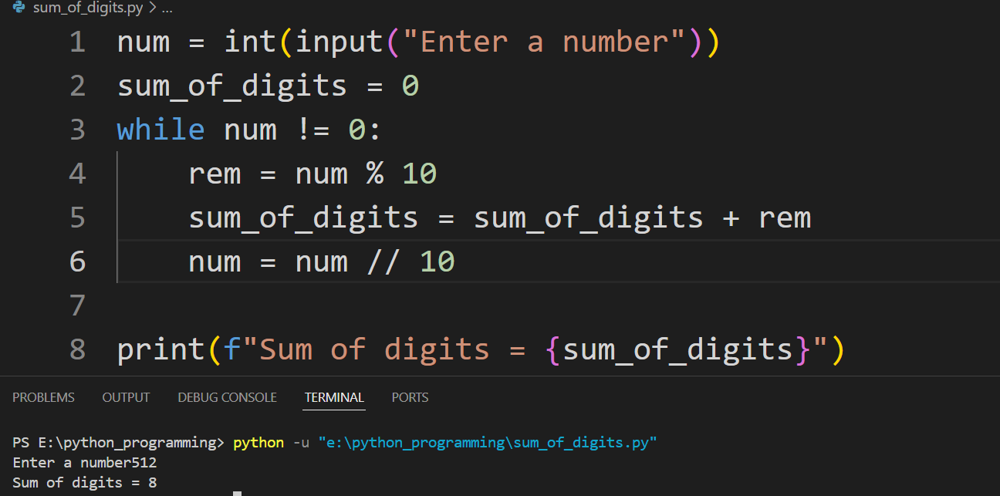 sum_of_digits.py > ...
1 num = int(input("Enter a number"))
2 sum_of_digits = 0
3 while num != 0:
4     rem = num % 10
5     sum_of_digits = sum_of_digits + rem
6     num = num // 10
7
8 print(f"Sum of digits = {sum_of_digits}")
PROBLEMS OUTPUT DEBUG CONSOLE TERMINAL PORTS
PS E:\python_programming> python -u "e:\python_programming\sum_of_digits.py"
Enter a number512
Sum of digits = 8